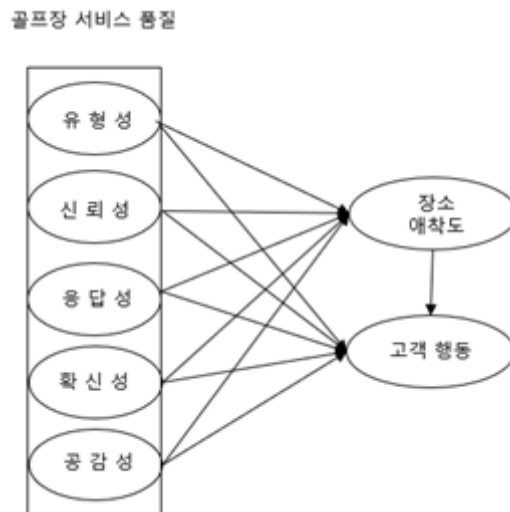 골프장 서비스 품질
유 형 성
신 뢰 성
응 답 성
확 신 성
공 감 성
장소
애착도
고객 행동